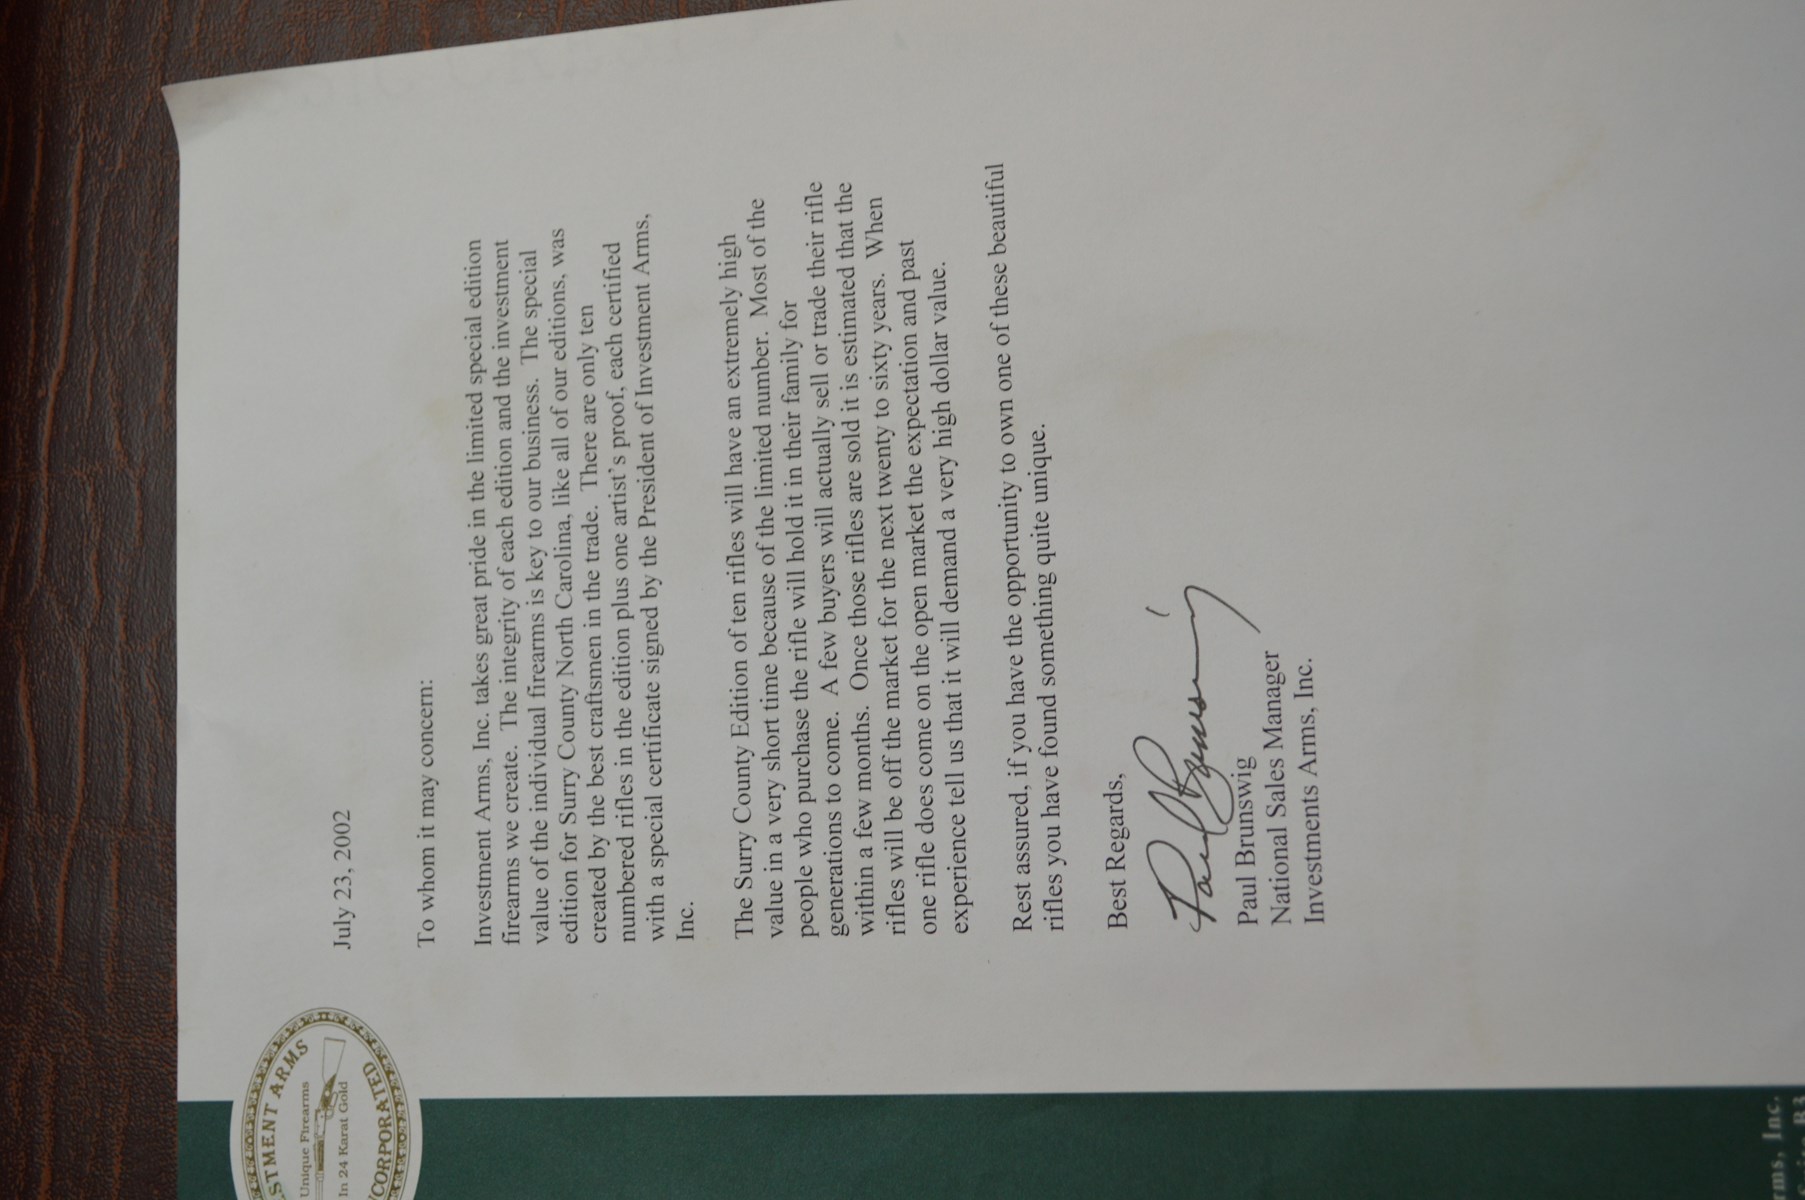 STMENT ARMS
Unique Firearms
In 24 Karat Gold
CORPORATED
July 23, 2002
To whom it may concern:
Investment Arms, Inc. takes great pride in the limited special edition
firearms we create. The integrity of each edition and the investment
value of the individual firearms is key to our business. The special
edition for Surry County North Carolina, like all of our editions, was
created by the best craftsmen in the trade. There are only ten
numbered rifles in the edition plus one artist's proof, each certified
with a special certificate signed by the President of Investment Arms,
Inc.
The Surry County Edition of ten rifles will have an extremely high
value in a very short time because of the limited number. Most of the
people who purchase the rifle will hold it in their family for
generations to come. A few buyers will actually sell or trade their rifle
within a few months. Once those rifles are sold it is estimated that the
rifles will be off the market for the next twenty to sixty years. When
one rifle does come on the open market the expectation and past
experience tell us that it will demand a very high dollar value.
Rest assured, if you have the opportunity to own one of these beautiful
rifles you have found something quite unique.
Best Regards,
Paul Brunswig
Paul Brunswig
National Sales Manager
Investments Arms, Inc.
rms, Inc.